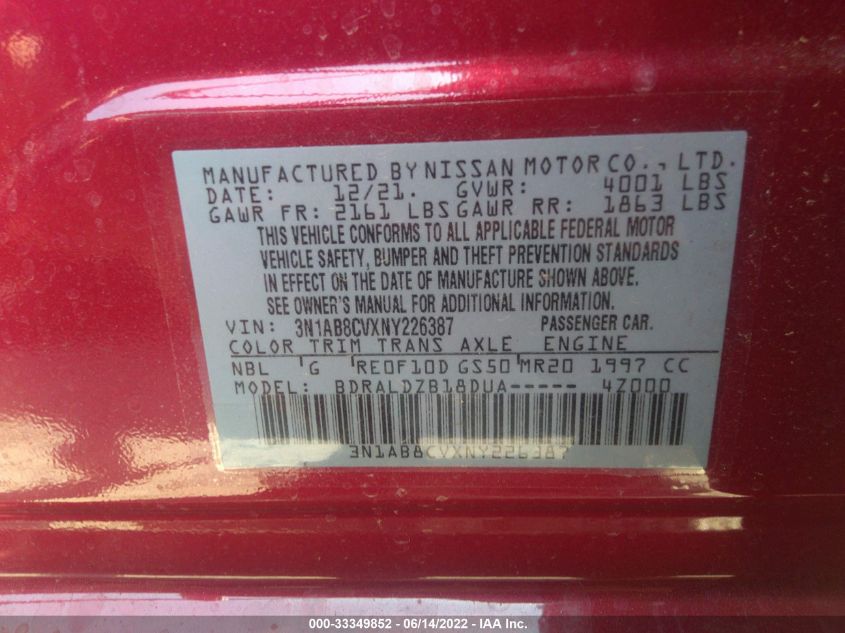 MANUFACTURED BY NISSAN MOTOR CO., LTD.
DATE: 12/21. GVWR: 4001 LBS
GAWR FR: 2161 LBS GAWR RR: 1863 LBS
THIS VEHICLE CONFORMS TO ALL APPLICABLE FEDERAL MOTOR
VEHICLE SAFETY, BUMPER AND THEFT PREVENTION STANDARDS
IN EFFECT ON THE DATE OF MANUFACTURE SHOWN ABOVE.
SEE OWNER'S MANUAL FOR ADDITIONAL INFORMATION.
VIN: 3N1AB8CVXNY226387 PASSENGER CAR.
COLOR TRIM TRANS AXLE ENGINE
NBL G RE0F10D GS50 MR20 1997 CC
MODEL: BDRALDZB18DUA----- 4Z000
3N1AB8CVXNY226387
000-33349852 - 06/14/2022 - IAA Inc.